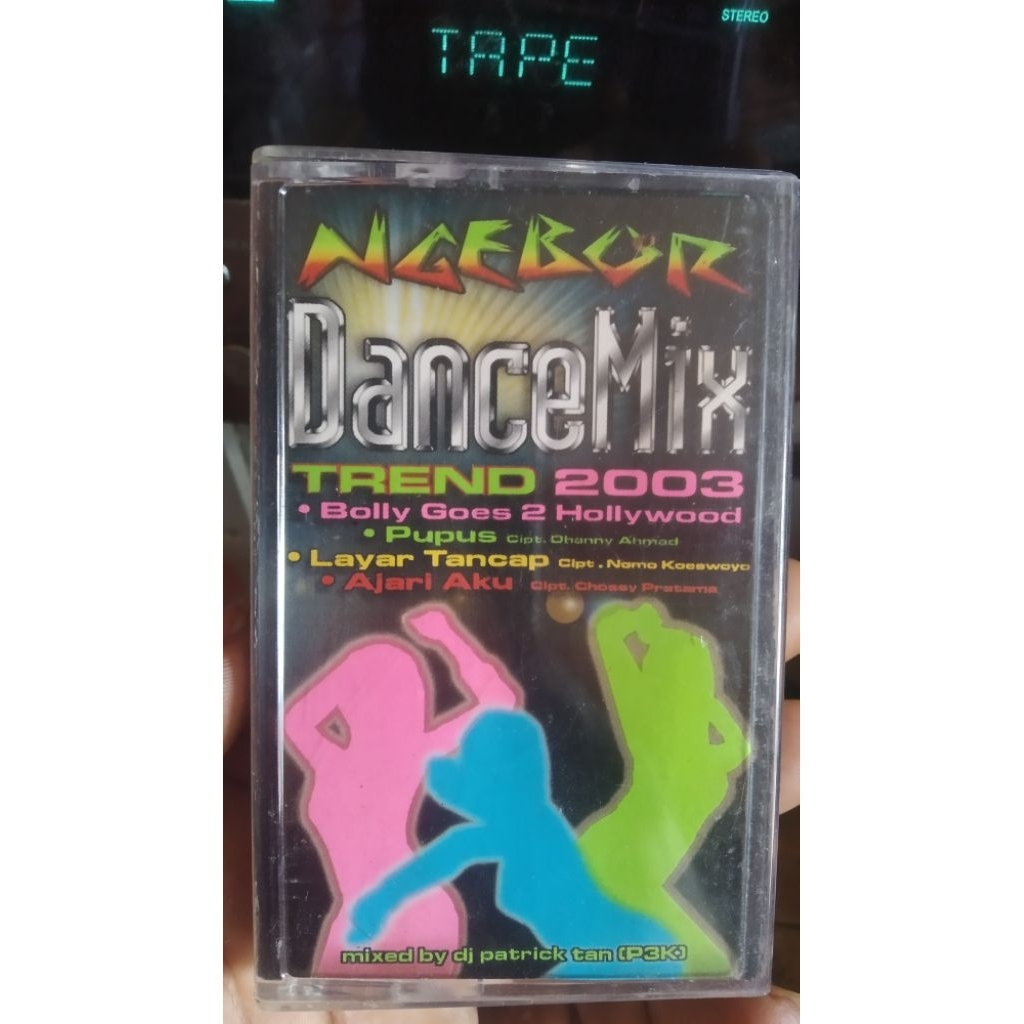 STEREO
TAPE
NGEBOR
DanceMix
TREND 2003
• Bolly Goes 2 Hollywood
• Pupus Cipt. Dhanny Ahmad
• Layar Tancap Cipt. Nomo Koeswoyo
• Ajari Aku Cipt. Chossy Pratama
mixed by dj patrick tan (P3K)